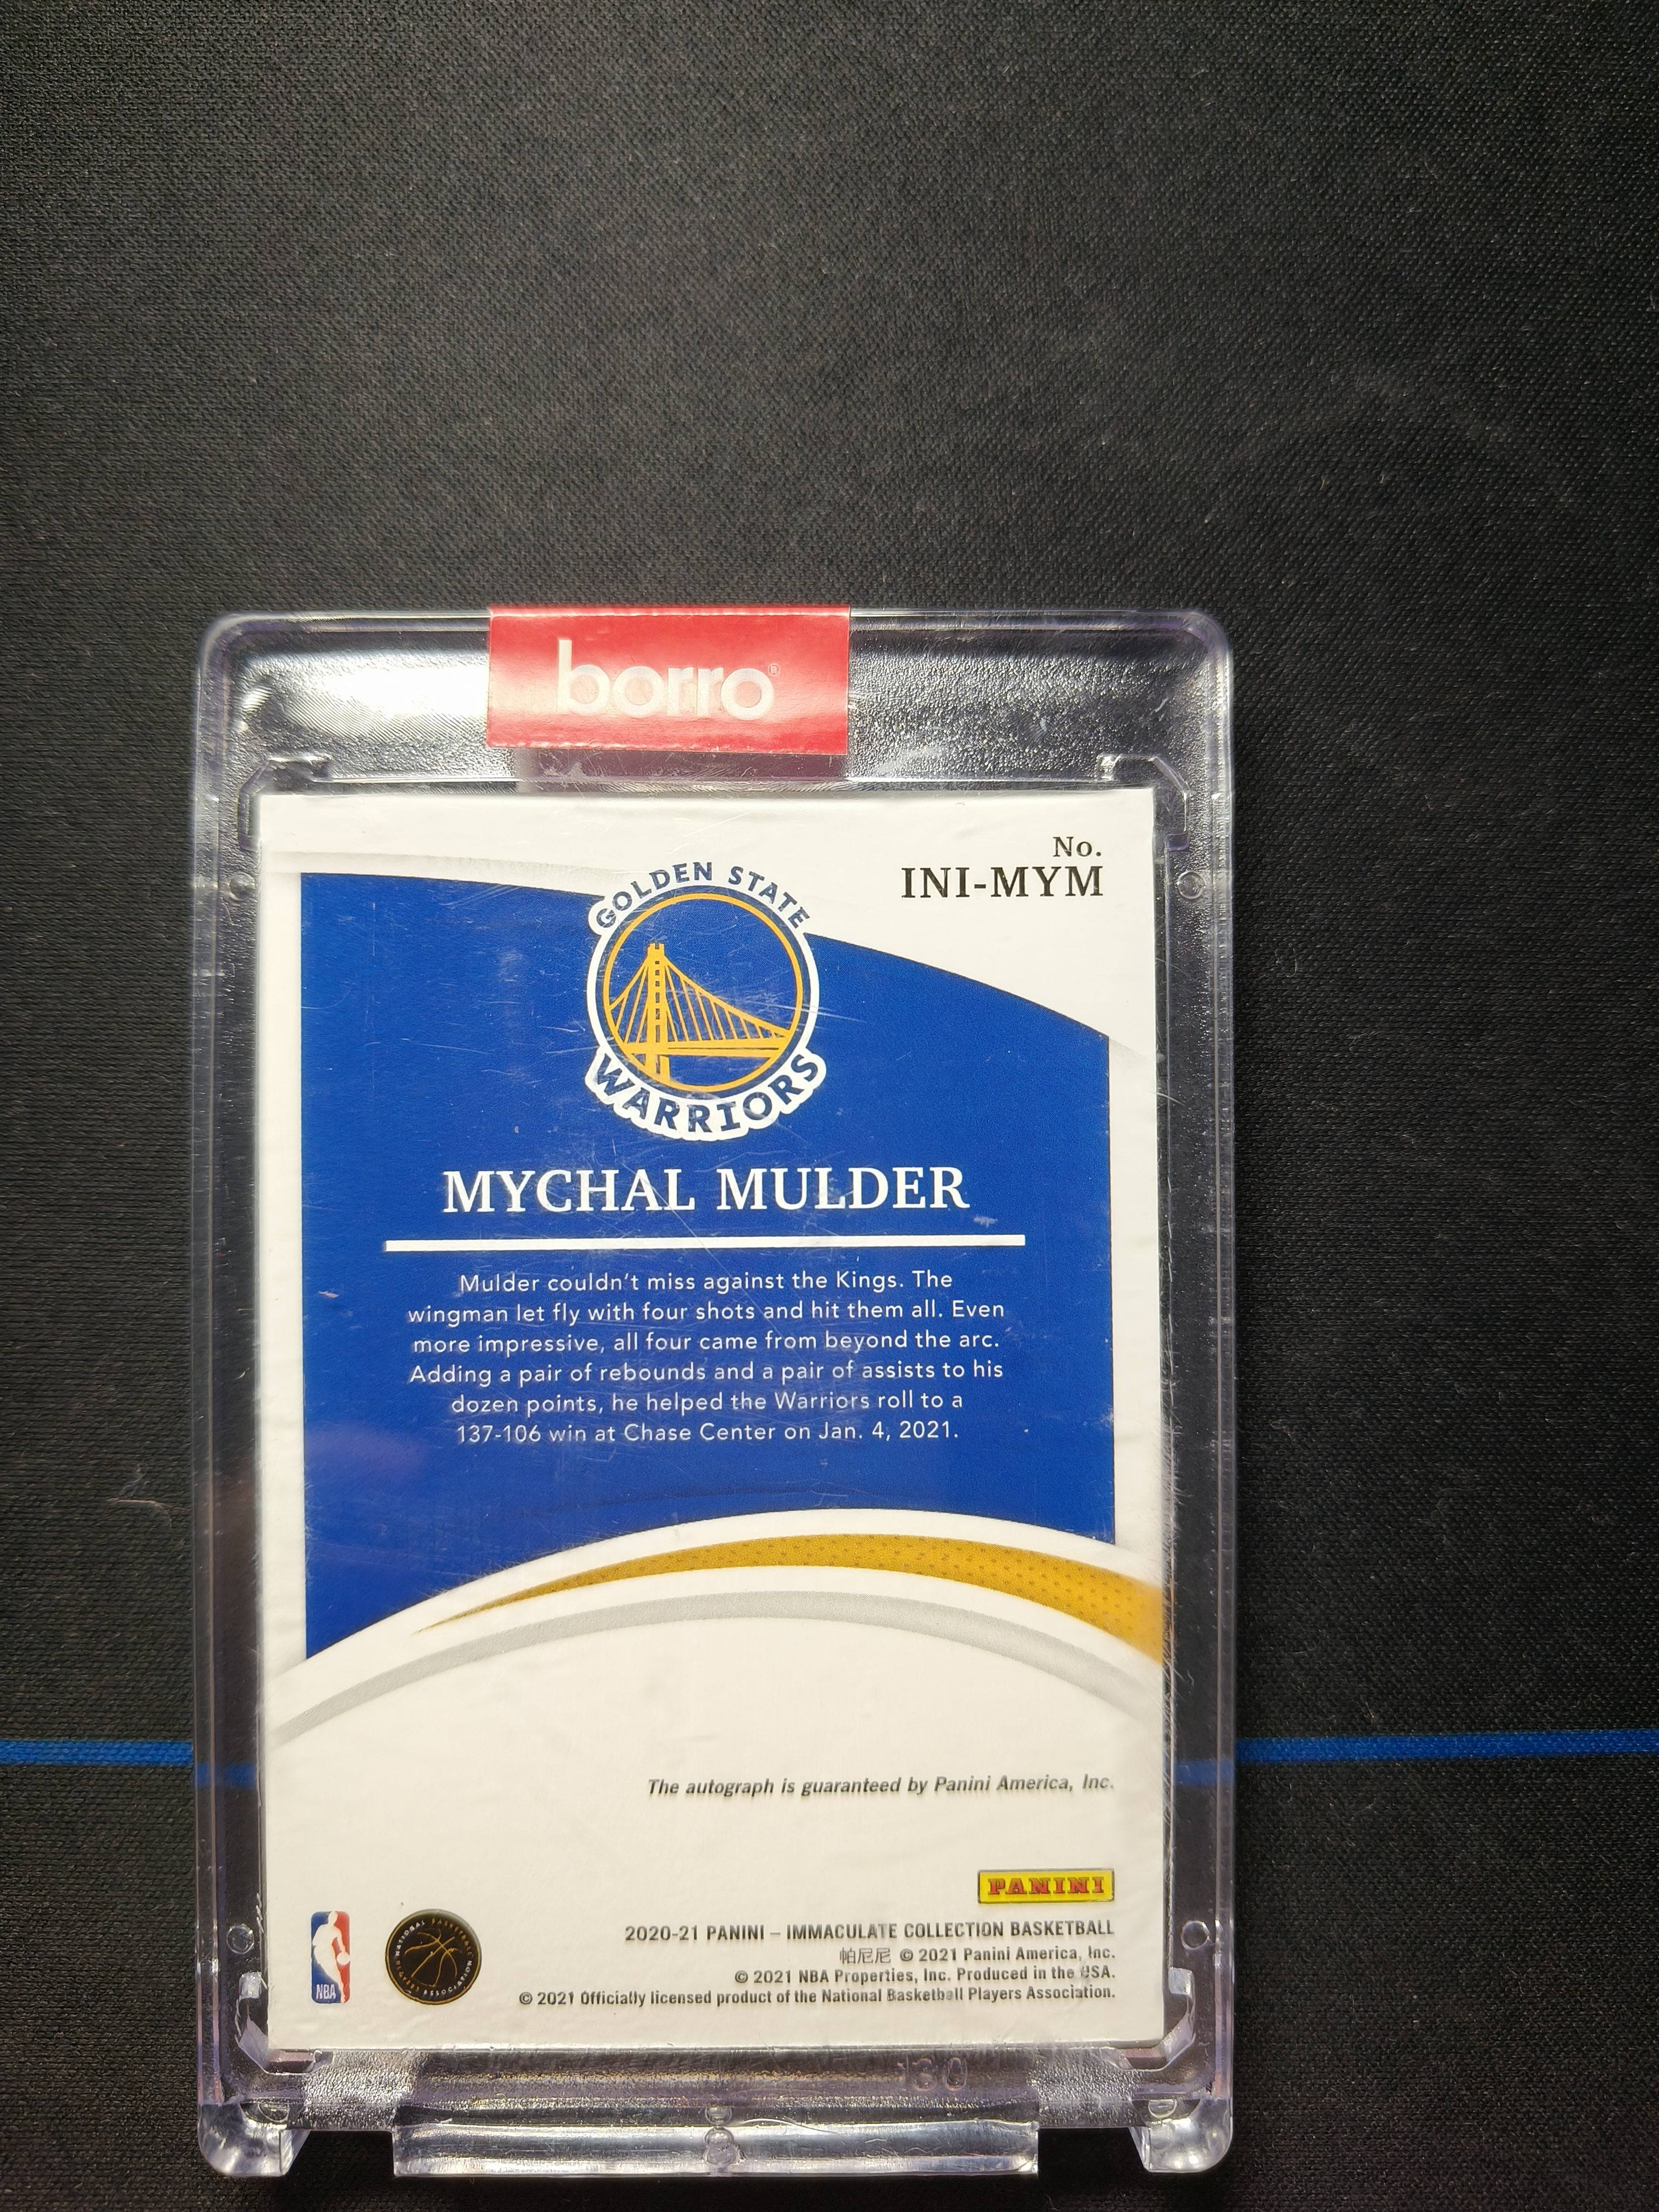 borro®
No.
INI-MYM
GOLDEN STATE
WARRIORS
MYCHAL MULDER
Mulder couldn't miss against the Kings. The
wingman let fly with four shots and hit them all. Even
more impressive, all four came from beyond the arc.
Adding a pair of rebounds and a pair of assists to his
dozen points, he helped the Warriors roll to a
137-106 win at Chase Center on Jan. 4, 2021.
The autograph is guaranteed by Panini America, Inc.
PANINI
2020-21 PANINI – IMMACULATE COLLECTION BASKETBALL
帕尼尼 © 2021 Panini America, Inc.
© 2021 NBA Properties, Inc. Produced in the USA.
© 2021 Officially licensed product of the National Basketball Players Association.
NBA
NATIONAL BASKETBALL
PLAYERS ASSOCIATION
130